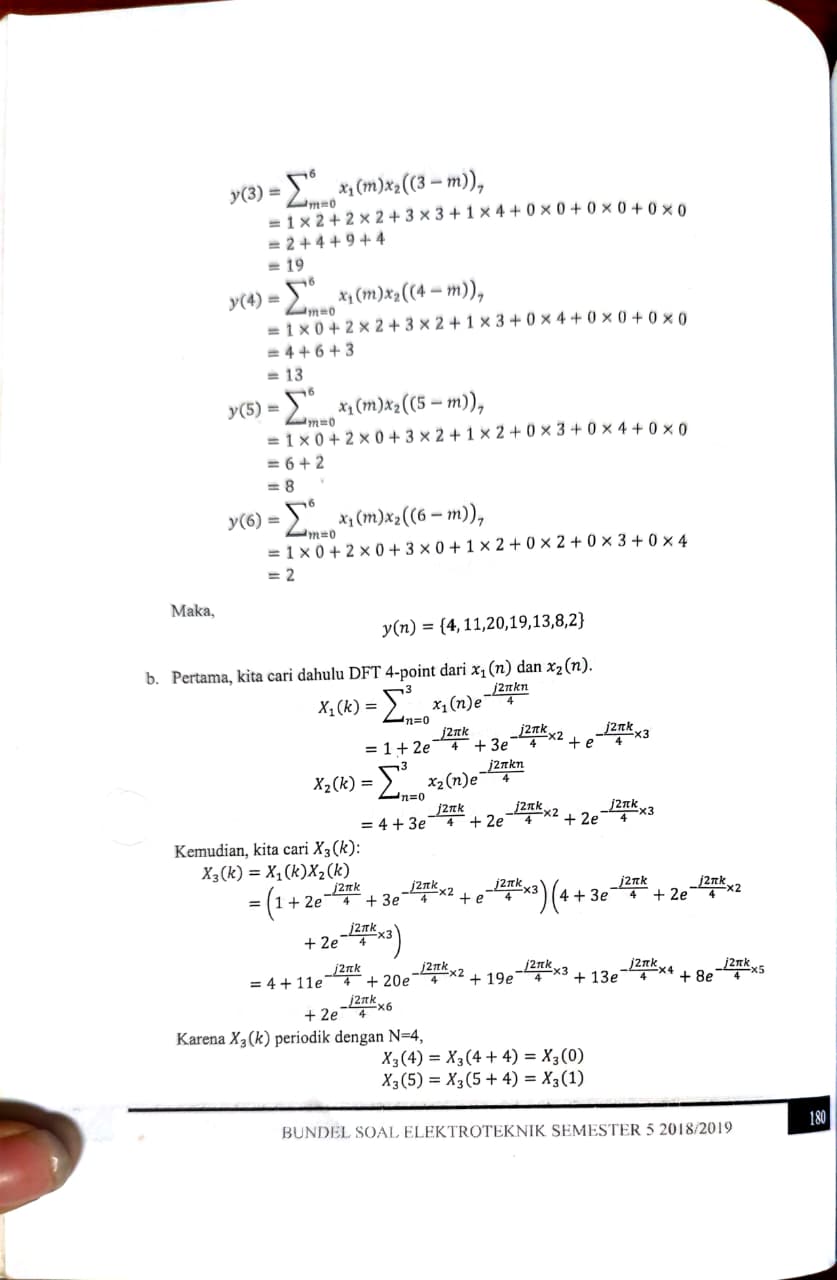 y(3) = ∑_{m=0}^{6} x₁(m)x₂((3 − m))₇
= 1 × 2 + 2 × 2 + 3 × 3 + 1 × 4 + 0 × 0 + 0 × 0 + 0 × 0
= 2 + 4 + 9 + 4
= 19
y(4) = ∑_{m=0}^{6} x₁(m)x₂((4 − m))₇
= 1 × 0 + 2 × 2 + 3 × 2 + 1 × 3 + 0 × 4 + 0 × 0 + 0 × 0
= 4 + 6 + 3
= 13
y(5) = ∑_{m=0}^{6} x₁(m)x₂((5 − m))₇
= 1 × 0 + 2 × 0 + 3 × 2 + 1 × 2 + 0 × 3 + 0 × 4 + 0 × 0
= 6 + 2
= 8
y(6) = ∑_{m=0}^{6} x₁(m)x₂((6 − m))₇
= 1 × 0 + 2 × 0 + 3 × 0 + 1 × 2 + 0 × 2 + 0 × 3 + 0 × 4
= 2
Maka,
y(n) = {4, 11,20,19,13,8,2}
b. Pertama, kita cari dahulu DFT 4-point dari x₁(n) dan x₂(n).
X₁(k) = ∑_{n=0}^{3} x₁(n)e^{-j2πkn/4}
= 1 + 2e^{-j2πk/4} + 3e^{-j2πk/4×2} + e^{-j2πk/4×3}
X₂(k) = ∑_{n=0}^{3} x₂(n)e^{-j2πkn/4}
= 4 + 3e^{-j2πk/4} + 2e^{-j2πk/4×2} + 2e^{-j2πk/4×3}
Kemudian, kita cari X₃(k):
X₃(k) = X₁(k)X₂(k)
= (1 + 2e^{-j2πk/4} + 3e^{-j2πk/4×2} + e^{-j2πk/4×3})(4 + 3e^{-j2πk/4} + 2e^{-j2πk/4×2}
+ 2e^{-j2πk/4×3})
= 4 + 11e^{-j2πk/4} + 20e^{-j2πk/4×2} + 19e^{-j2πk/4×3} + 13e^{-j2πk/4×4} + 8e^{-j2πk/4×5}
+ 2e^{-j2πk/4×6}
Karena X₃(k) periodik dengan N=4,
X₃(4) = X₃(4 + 4) = X₃(0)
X₃(5) = X₃(5 + 4) = X₃(1)
BUNDEL SOAL ELEKTROTEKNIK SEMESTER 5 2018/2019
180